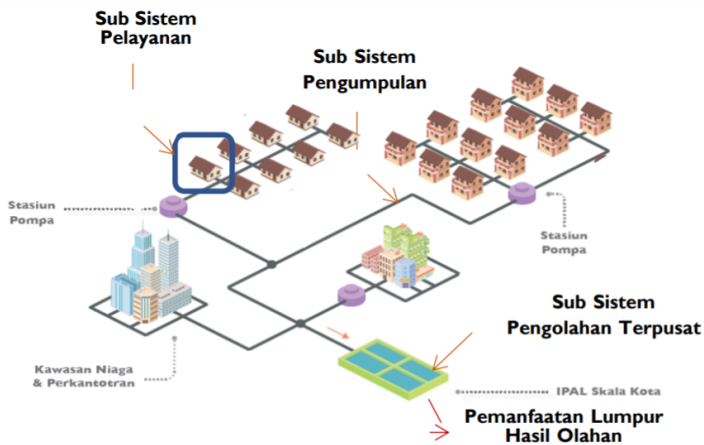 Sub Sistem
Pelayanan
Sub Sistem
Pengumpulan
Stasiun
Pompa
Stasiun
Pompa
Sub Sistem
Pengolahan Terpusat
Kawasan Niaga
& Perkantotran
IPAL Skala Kota
Pemanfaatan Lumpur
Hasil Olahan